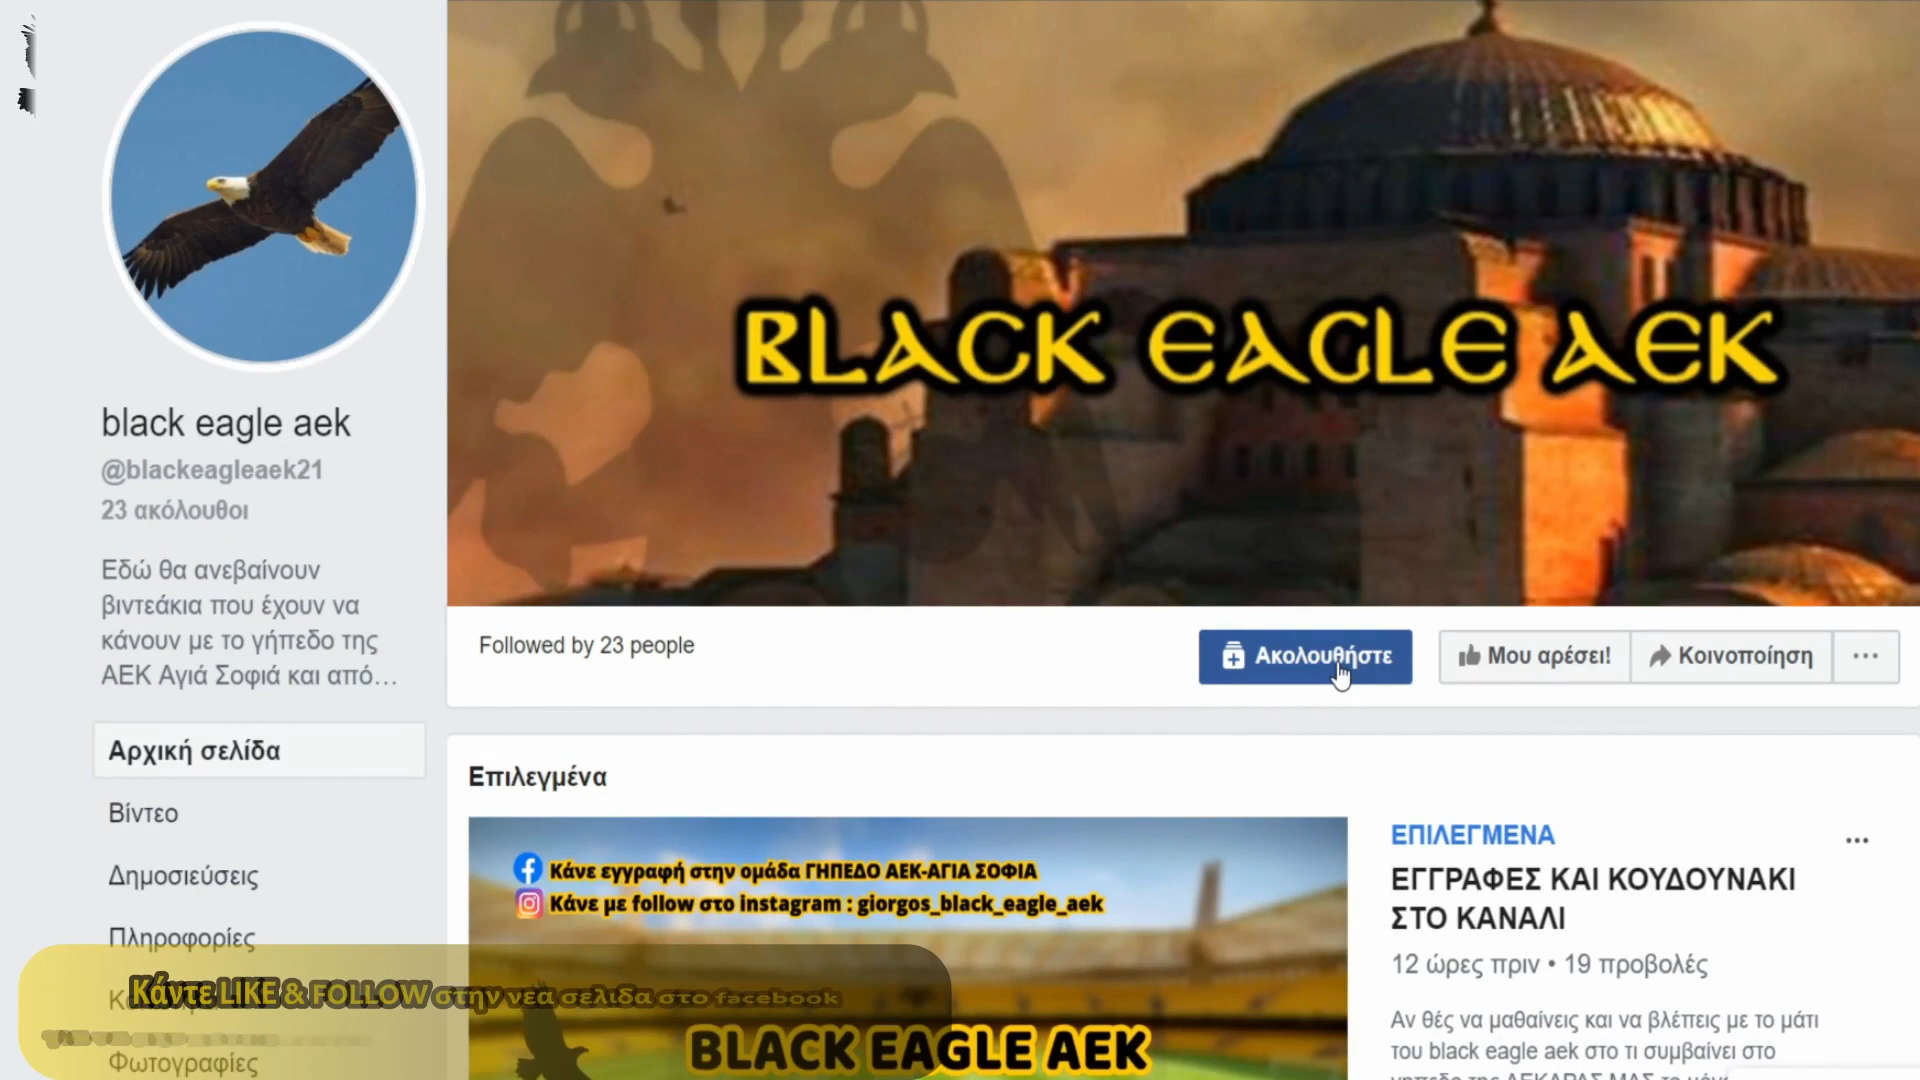 BLACK EAGLE AEK
black eagle aek
@blackeagleaek21
23 ακόλουθοι
Εδώ θα ανεβαίνουν
βιντεάκια που έχουν να
κάνουν με το γήπεδο της
ΑΕΚ Αγιά Σοφιά και από...
Αρχική σελίδα
Βίντεο
Δημοσιεύσεις
Πληροφορίες
Φωτογραφίες
Followed by 23 people
Ακολουθήστε
Μου αρέσει!
Κοινοποίηση
Επιλεγμένα
Κάνε εγγραφή στην ομάδα ΓΗΠΕΔΟ ΑΕΚ-ΑΓΙΑ ΣΟΦΙΑ
Κάνε με follow στο instagram : giorgos_black_eagle_aek
BLACK EAGLE AEK
ΕΠΙΛΕΓΜΕΝΑ
ΕΓΓΡΑΦΕΣ ΚΑΙ ΚΟΥΔΟΥΝΑΚΙ
ΣΤΟ ΚΑΝΑΛΙ
12 ώρες πριν • 19 προβολές
Αν θές να μαθαίνεις και να βλέπεις με το μάτι
του black eagle aek στο τι συμβαίνει στο
Κάντε LIKE & FOLLOW στην νέα σελίδα στο facebook